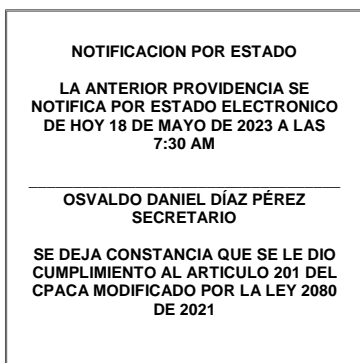 NOTIFICACION POR ESTADO
LA ANTERIOR PROVIDENCIA SE
NOTIFICA POR ESTADO ELECTRONICO
DE HOY 18 DE MAYO DE 2023 A LAS
7:30 AM
OSVALDO DANIEL DÍAZ PÉREZ
SECRETARIO
SE DEJA CONSTANCIA QUE SE LE DIO
CUMPLIMIENTO AL ARTICULO 201 DEL
CPACA MODIFICADO POR LA LEY 2080
DE 2021